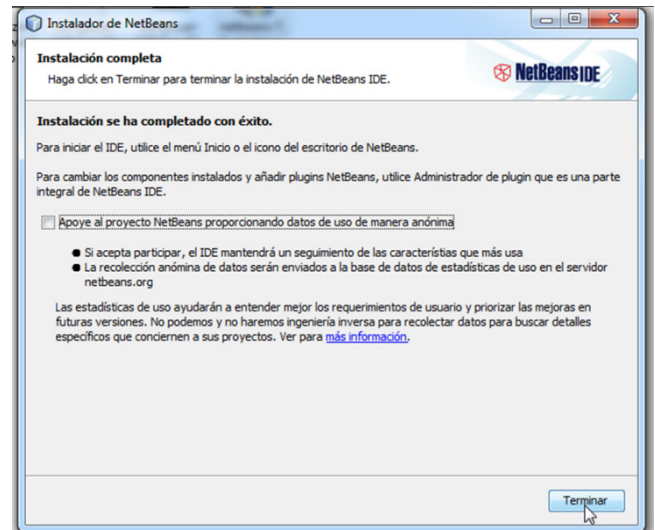 Instalador de NetBeans
Instalación completa
Haga click en Terminar para terminar la instalación de NetBeans IDE.
NetBeans IDE
Instalación se ha completado con éxito.
Para iniciar el IDE, utilice el menú Inicio o el icono del escritorio de NetBeans.
Para cambiar los componentes instalados y añadir plugins NetBeans, utilice Administrador de plugin que es una parte
integral de NetBeans IDE.
Apoye al proyecto NetBeans proporcionando datos de uso de manera anónima
● Si acepta participar, el IDE mantendrá un seguimiento de las característias que más usa
● La recolección anónima de datos serán enviados a la base de datos de estadísticas de uso en el servidor
netbeans.org
Las estadísticas de uso ayudarán a entender mejor los requerimientos de usuario y priorizar las mejoras en
futuras versiones. No podemos y no haremos ingeniería inversa para recolectar datos para buscar detalles
específicos que conciernen a sus proyectos. Ver para más información.
Terminar